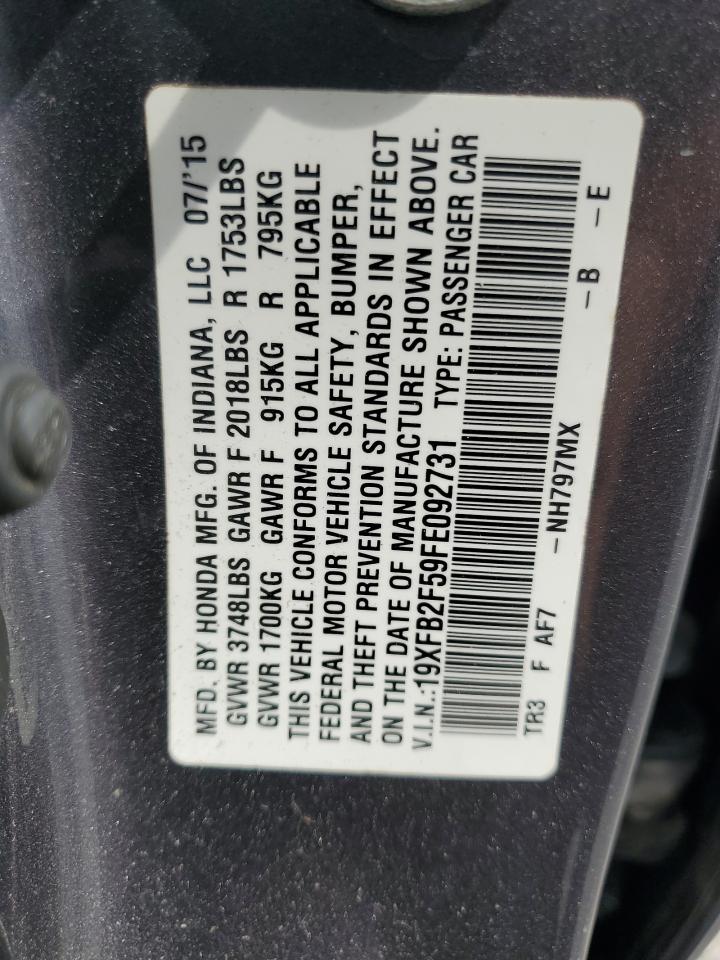 MFD. BY HONDA MFG. OF INDIANA, LLC 07/'15
GVWR 3748LBS GAWR F 2018LBS R 1753LBS
GVWR 1700KG GAWR F 915KG R 795KG
THIS VEHICLE CONFORMS TO ALL APPLICABLE
FEDERAL MOTOR VEHICLE SAFETY, BUMPER,
AND THEFT PREVENTION STANDARDS IN EFFECT
ON THE DATE OF MANUFACTURE SHOWN ABOVE.
V.I.N.:19XFB2F59FE092731 TYPE: PASSENGER CAR
TR3 F AF7 -NH797MX -B -E